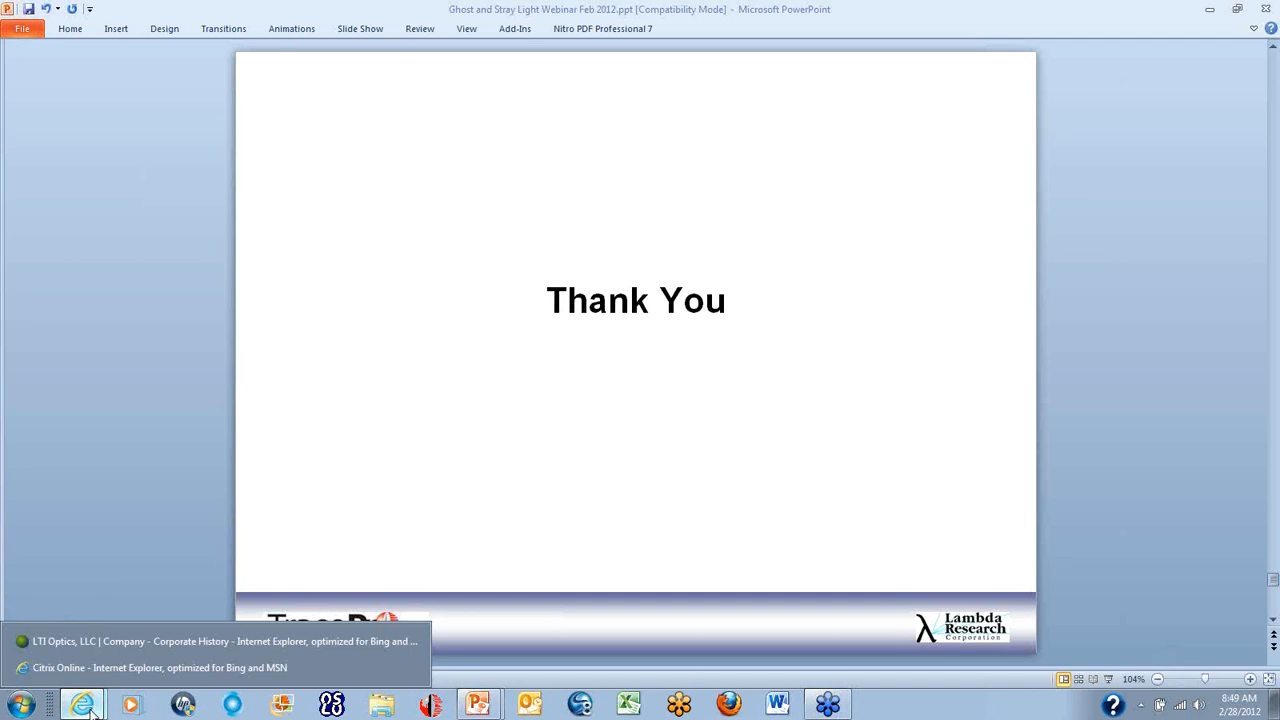 Ghost and Stray Light Webinar Feb 2012.ppt [Compatibility Mode] - Microsoft PowerPoint
File Home Insert Design Transitions Animations Slide Show Review View Add-Ins Nitro PDF Professional 7
Thank You
Lambda
Research
Corporation
LTI Optics, LLC | Company - Corporate History - Internet Explorer, optimized for Bing and ...
Citrix Online - Internet Explorer, optimized for Bing and MSN
104%
8:49 AM
2/28/2012